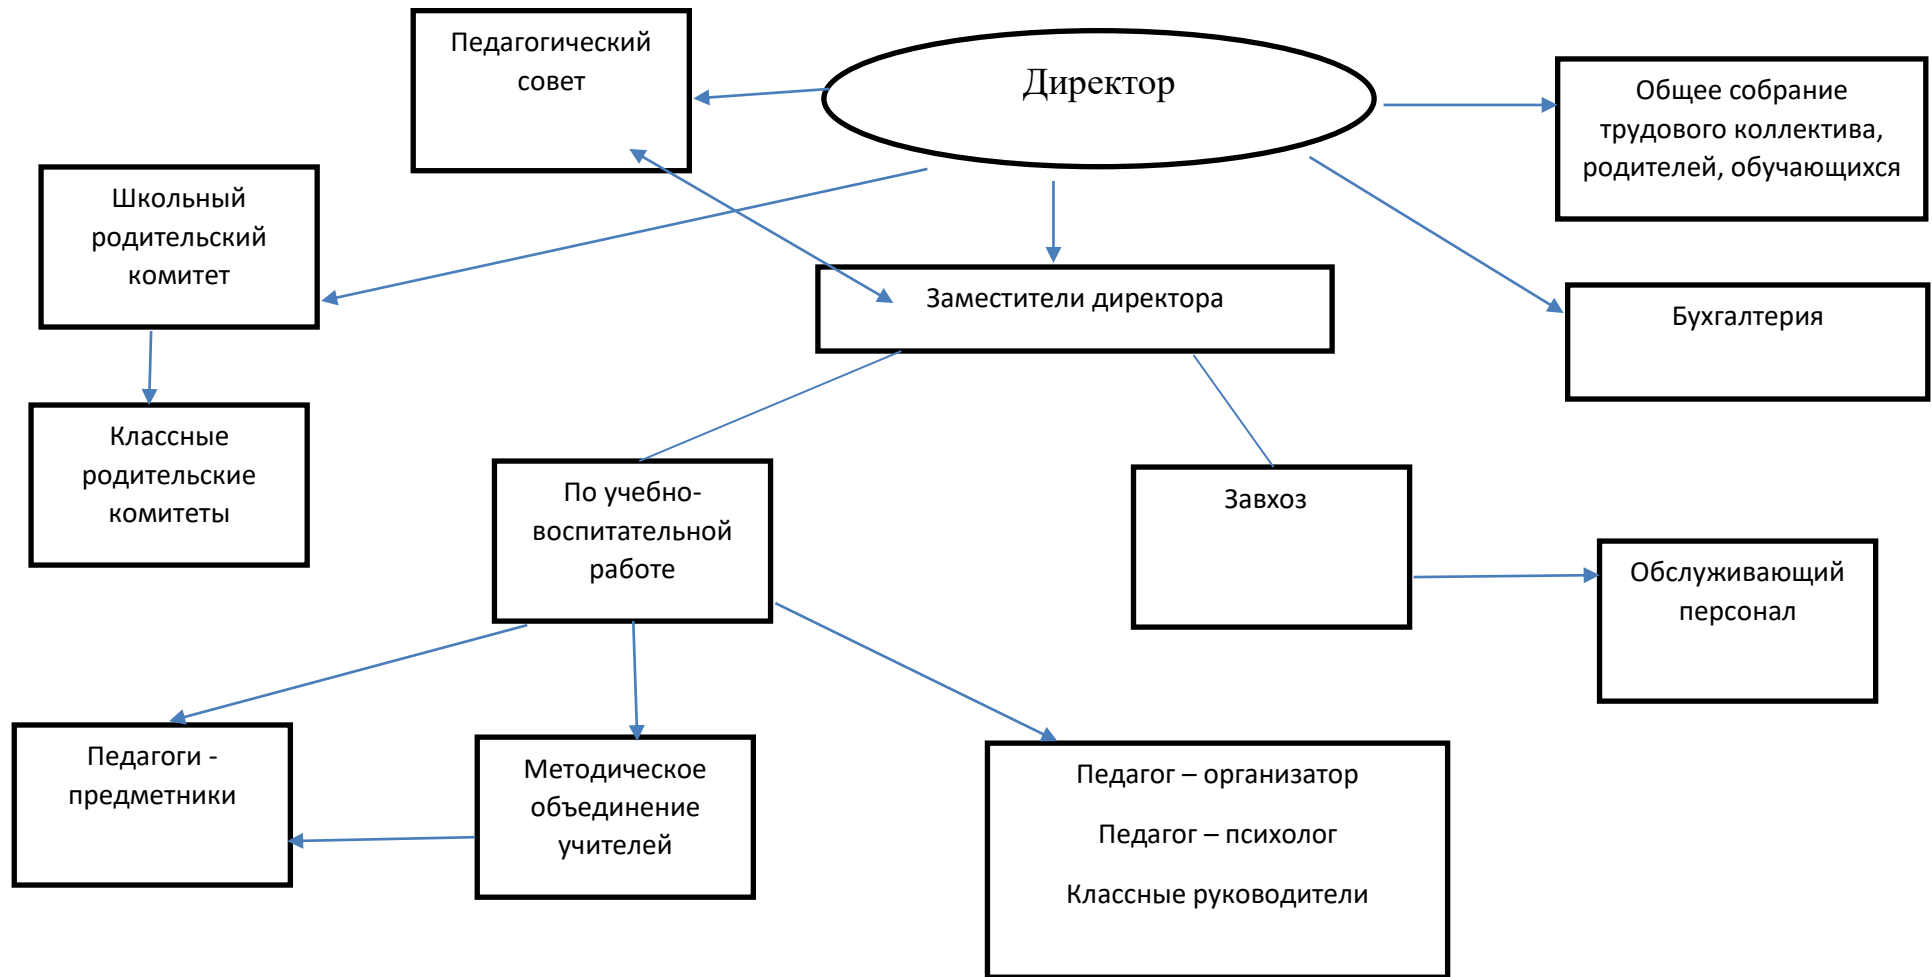 Педагогический
совет
Директор
Общее собрание
трудового коллектива,
родителей, обучающихся
Школьный
родительский
комитет
Заместители директора
Бухгалтерия
Классные
родительские
комитеты
По учебно-
воспитательной
работе
Завхоз
Обслуживающий
персонал
Педагоги -
предметники
Методическое
объединение
учителей
Педагог – организатор
Педагог – психолог
Классные руководители